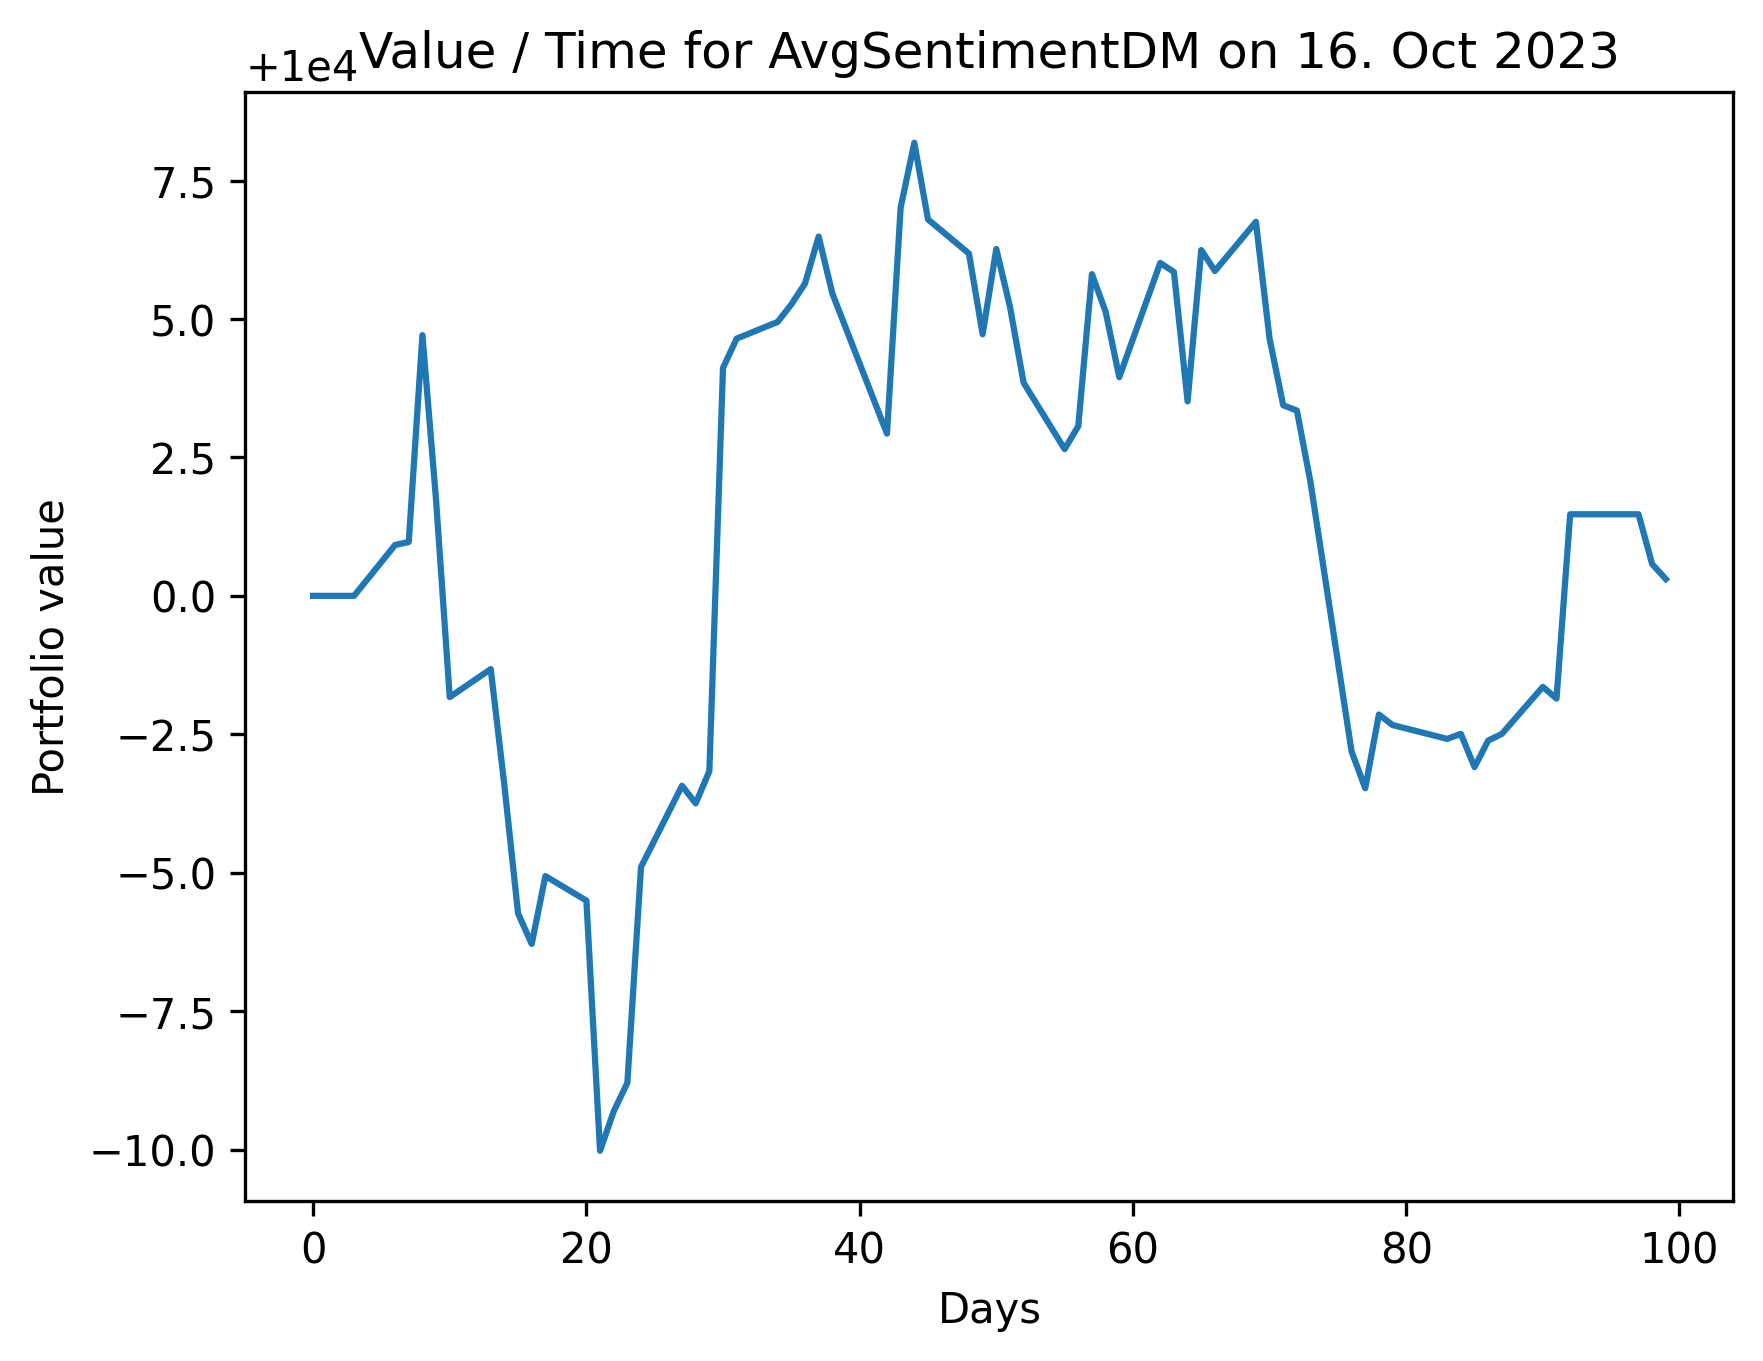 Value / Time for AvgSentimentDM on 16. Oct 2023
+1e4
7.5
5.0
2.5
0.0
−2.5
−5.0
−7.5
−10.0
Portfolio value
0 20 40 60 80 100
Days